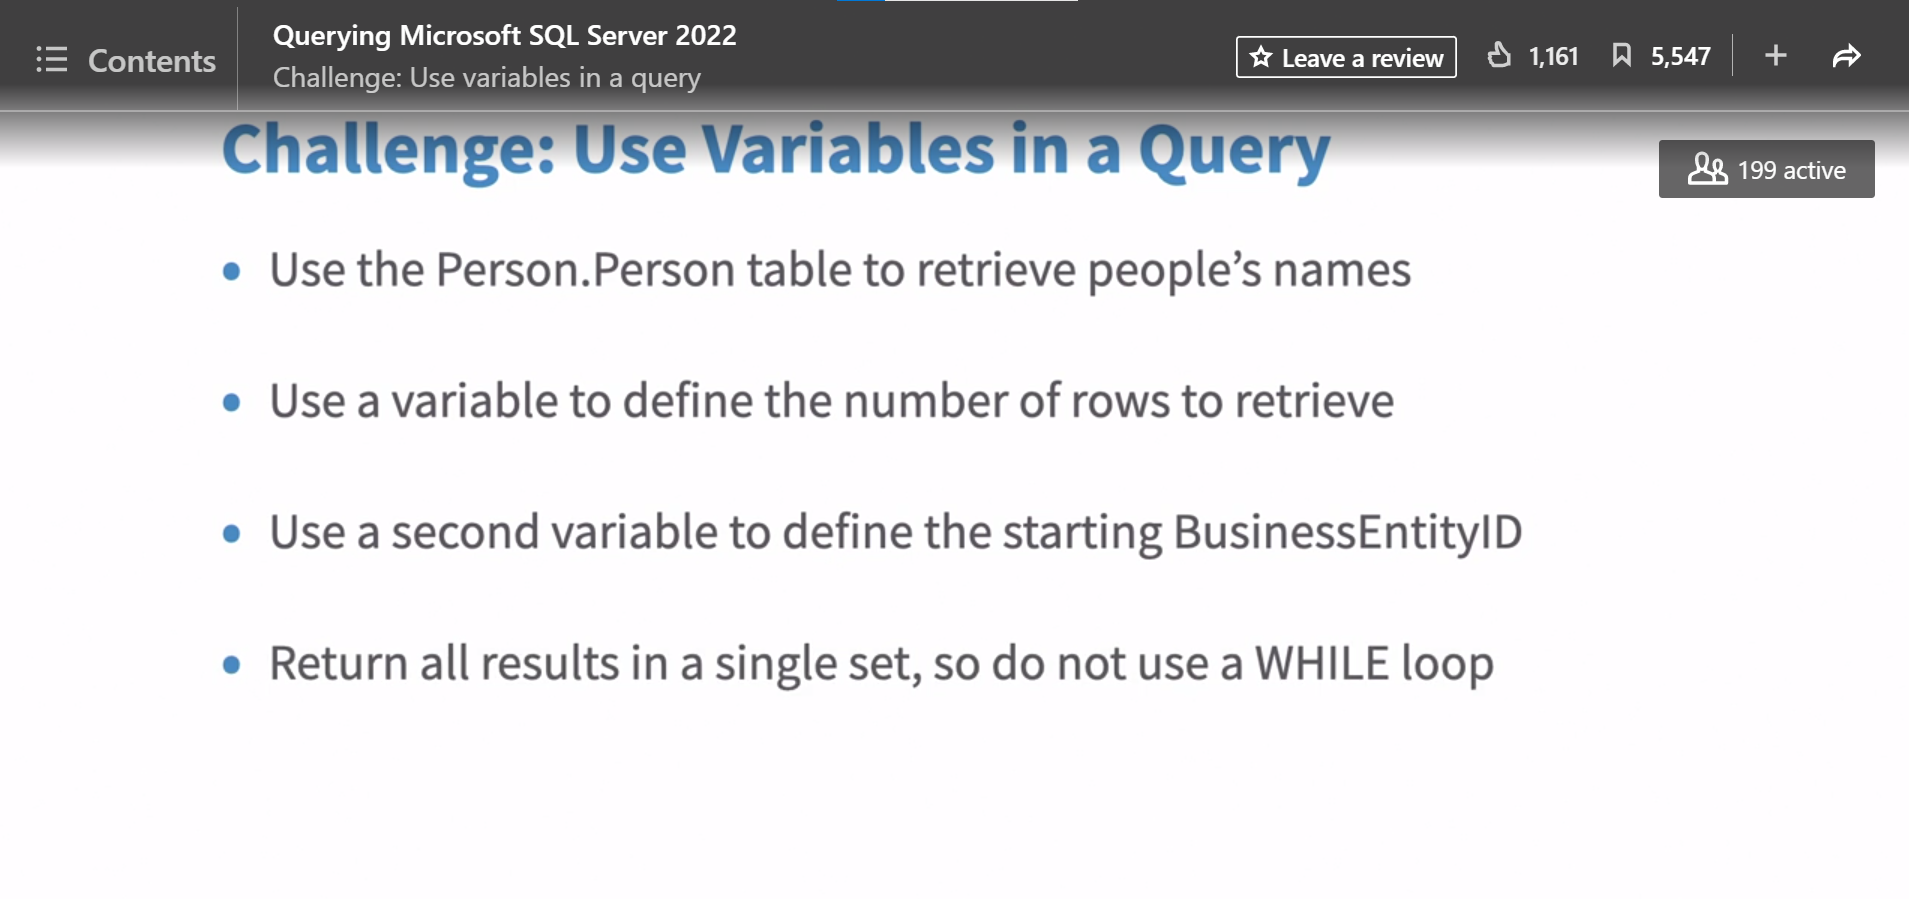 Contents
Querying Microsoft SQL Server 2022
Challenge: Use variables in a query
Leave a review
1,161
5,547
Challenge: Use Variables in a Query
199 active
• Use the Person.Person table to retrieve people’s names
• Use a variable to define the number of rows to retrieve
• Use a second variable to define the starting BusinessEntityID
• Return all results in a single set, so do not use a WHILE loop